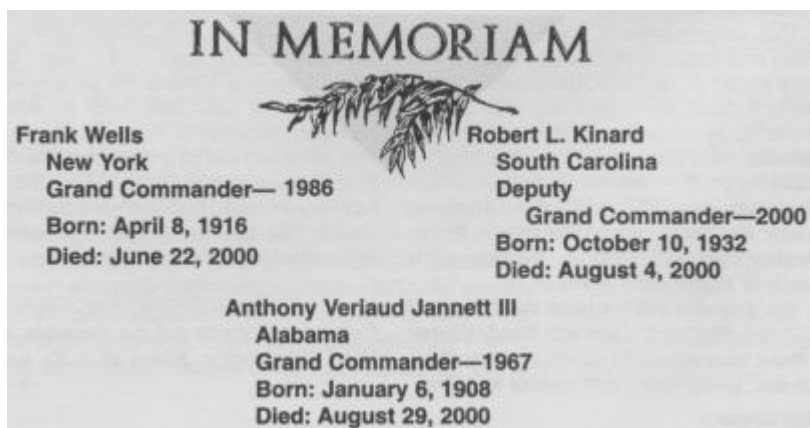 IN MEMORIAM
Frank Wells
New York
Grand Commander— 1986
Born: April 8, 1916
Died: June 22, 2000
Robert L. Kinard
South Carolina
Deputy
Grand Commander—2000
Born: October 10, 1932
Died: August 4, 2000
Anthony Verlaud Jannett III
Alabama
Grand Commander—1967
Born: January 6, 1908
Died: August 29, 2000